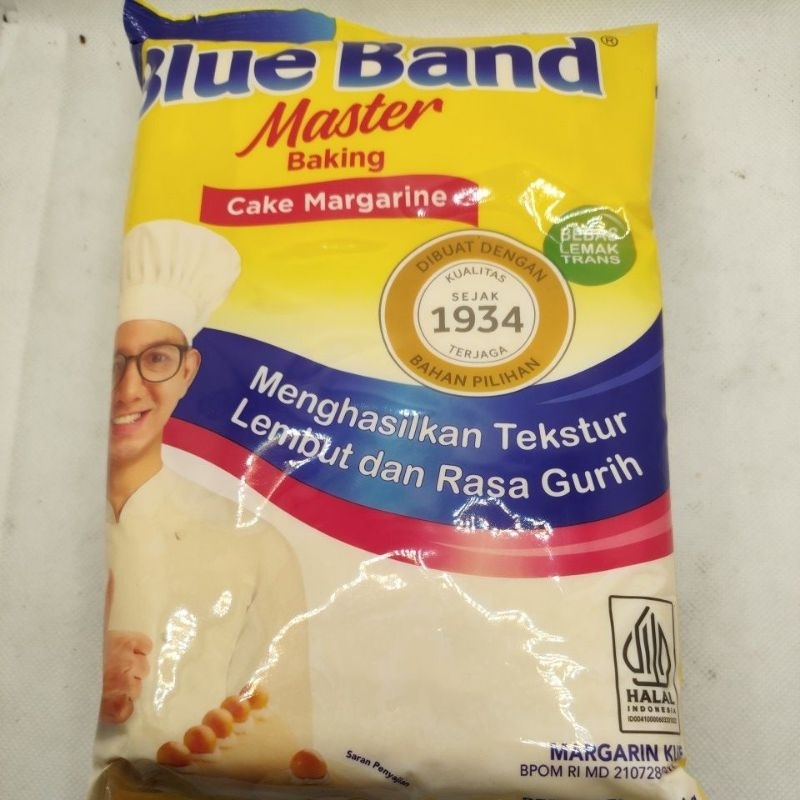 Blue Band®
Master
Baking
Cake Margarine
BEBAS
LEMAK
TRANS
DIBUAT DENGAN
KUALITAS
SEJAK
1934
TERJAGA
BAHAN PILIHAN
Menghasilkan Tekstur
Lembut dan Rasa Gurih
HALAL
INDONESIA
Saran Penyajian
MARGARIN
BPOM RI MD